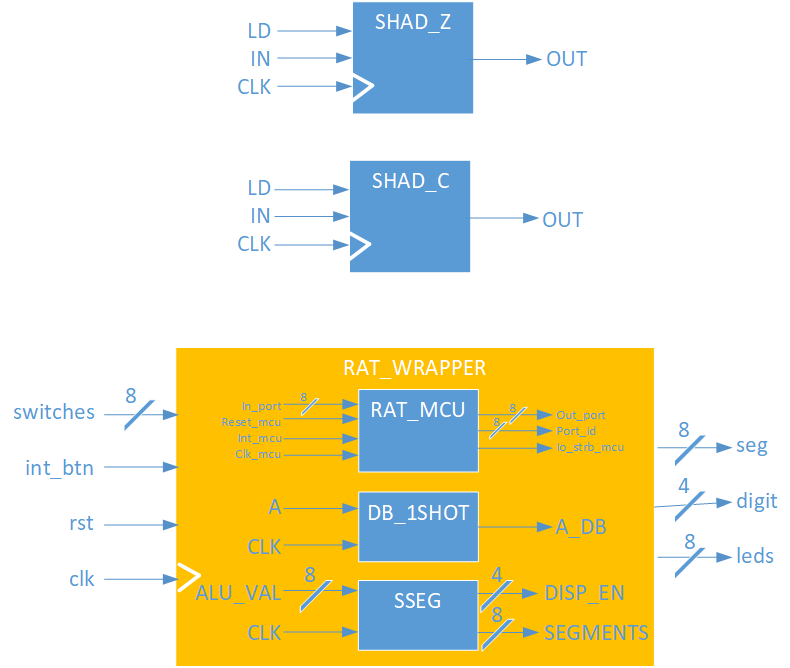 SHAD_Z
LD
IN
CLK
OUT
SHAD_C
LD
IN
CLK
OUT
RAT_WRAPPER
switches
8
int_btn
rst
clk
RAT_MCU
In_port
8
Reset_mcu
Int_mcu
Clk_mcu
8
Out_port
8
Port_id
Io_strb_mcu
DB_1SHOT
A
CLK
A_DB
SSEG
ALU_VAL
8
CLK
4
DISP_EN
8
SEGMENTS
8
seg
4
digit
8
leds